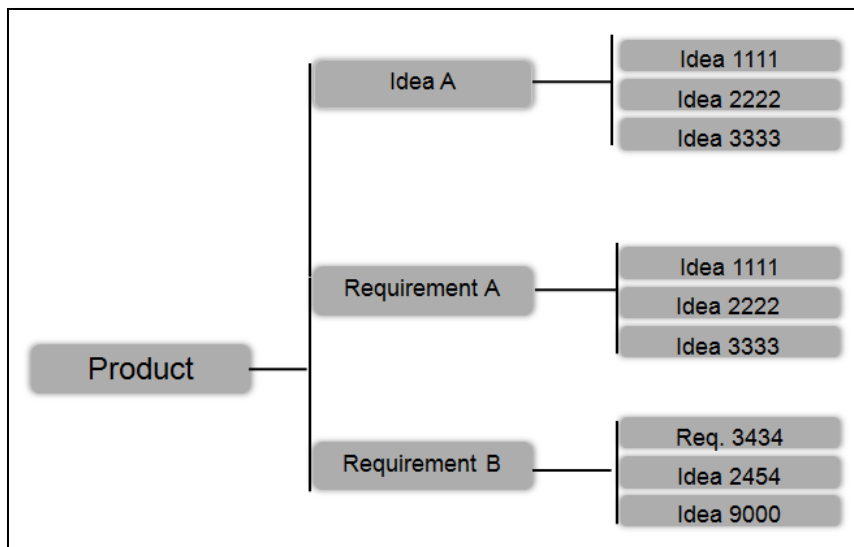 Idea A
Idea 1111
Idea 2222
Idea 3333
Requirement A
Idea 1111
Idea 2222
Idea 3333
Product
Requirement B
Req. 3434
Idea 2454
Idea 9000